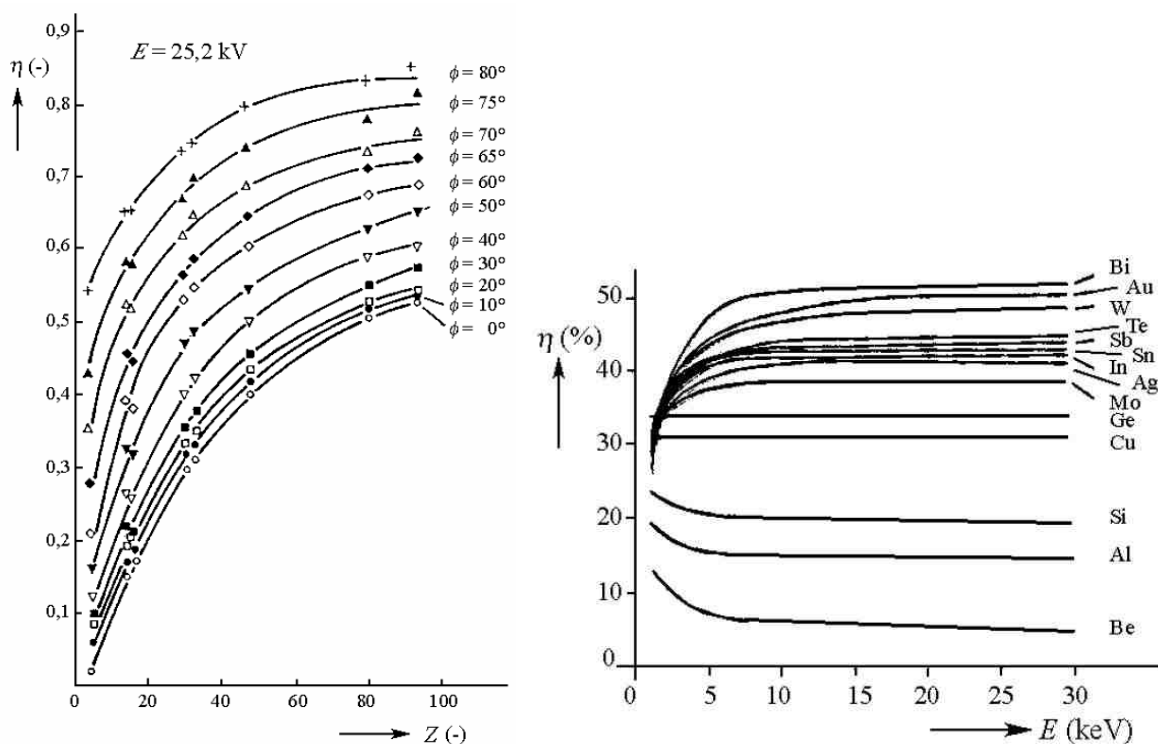 0,9
E = 25,2 kV
η (-)
0,8
0,7
0,6
0,5
0,4
0,3
0,2
0,1
0
20
40
60
80
100
Z (-)
ϕ = 80°
ϕ = 75°
ϕ = 70°
ϕ = 65°
ϕ = 60°
ϕ = 50°
ϕ = 40°
ϕ = 30°
ϕ = 20°
ϕ = 10°
ϕ = 0°
η (%)
50
40
30
20
10
0
0
5
10
15
20
25
30
E (keV)
Bi
Au
W
Te
Sb
Sn
In
Ag
Mo
Ge
Cu
Si
Al
Be